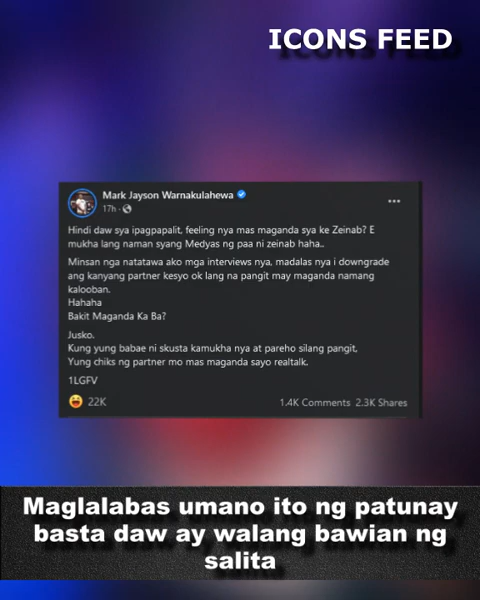 ICONS FEED
Mark Jayson Warnakulahewa
17h ·
Hindi daw sya ipagpapalit, feeling nya mas maganda sya ke Zeinab? E
mukha lang naman syang Medyas ng paa ni zeinab haha..
Minsan nga natatawa ako mga interviews nya, madalas nya i downgrade
ang kanyang partner kesyo ok lang na pangit may maganda namang
kalooban.
Hahaha
Bakit Maganda Ka Ba?
Jusko.
Kung yung babae ni skusta kamukha nya at pareho silang pangit,
Yung chiks ng partner mo mas maganda sayo realtalk.
1LGFV
22K
1.4K Comments 2.3K Shares
Maglalabas umano ito ng patunay
basta daw ay walang bawian ng
salita